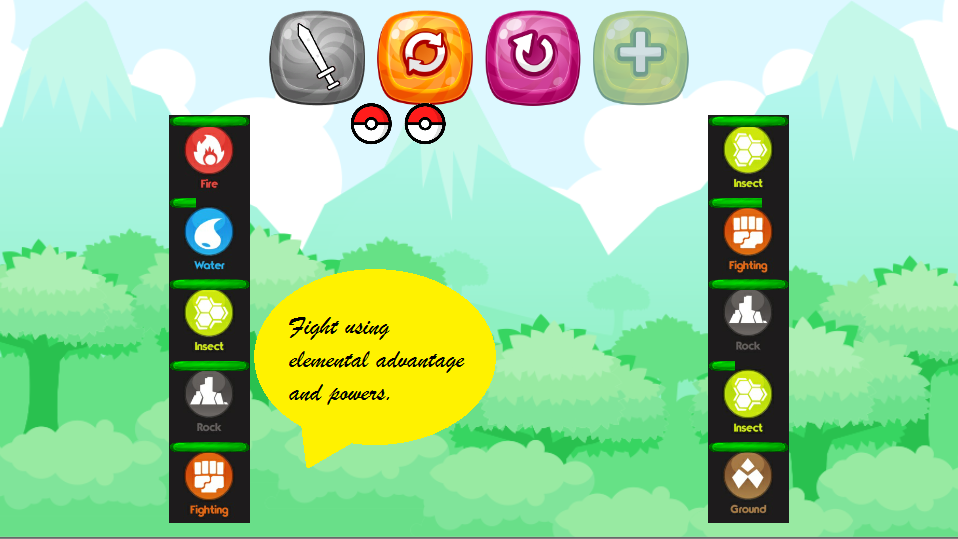 Fire
Water
Insect
Rock
Fighting
Fight using
elemental advantage
and powers.
Insect
Fighting
Rock
Insect
Ground